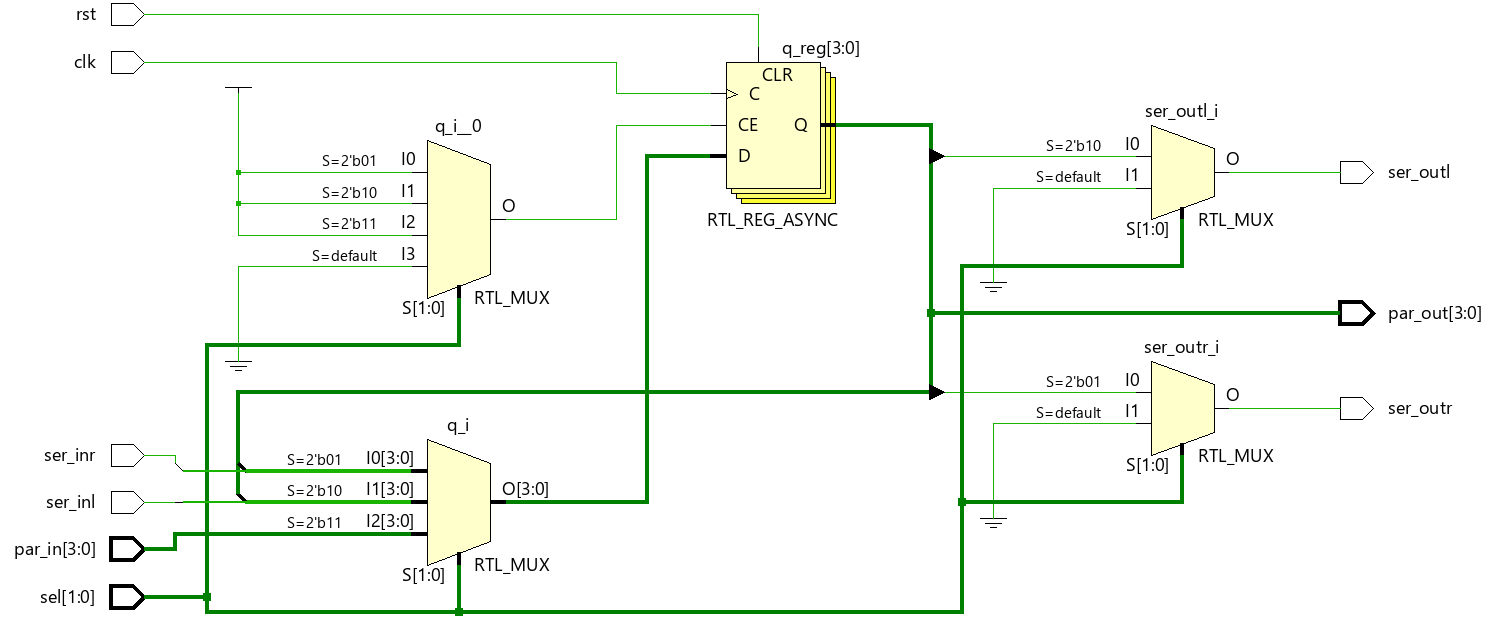 rst
q_reg[3:0]
clk
CLR
C
CE
Q
D
RTL_REG_ASYNC
q_i__0
S=2'b01
I0
S=2'b10
I1
S=2'b11
I2
S=default
I3
O
S[1:0]
RTL_MUX
ser_outl_i
S=2'b10
I0
S=default
I1
O
S[1:0]
RTL_MUX
ser_outl
par_out[3:0]
ser_outr_i
S=2'b01
I0
S=default
I1
O
S[1:0]
RTL_MUX
ser_outr
q_i
ser_inr
S=2'b01
I0[3:0]
ser_inl
S=2'b10
I1[3:0]
O[3:0]
S=2'b11
I2[3:0]
par_in[3:0]
S[1:0]
RTL_MUX
sel[1:0]